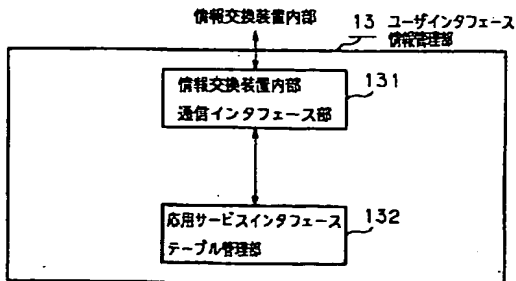 情報交換装置内部
13 ユーザインタフェース
情報管理部
情報交換装置内部
通信インタフェース部
131
応用サービスインタフェース
テーブル管理部
132